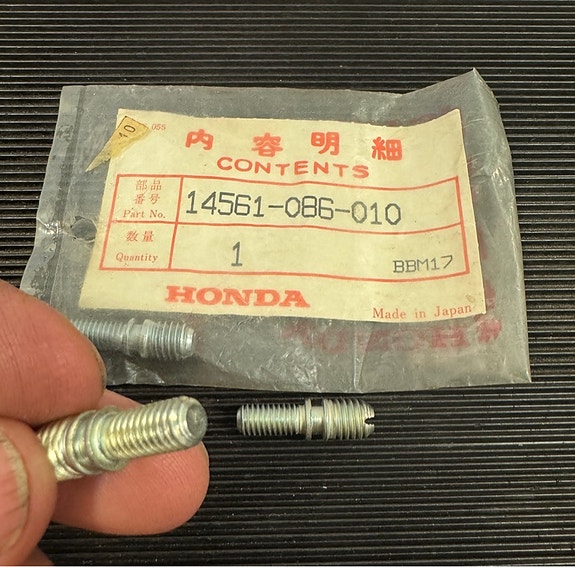 10
055
内容明細
CONTENTS
部品
番号
Part No.
14561-086-010
数量
Quantity
1
BBM17
HONDA
Made in Japan